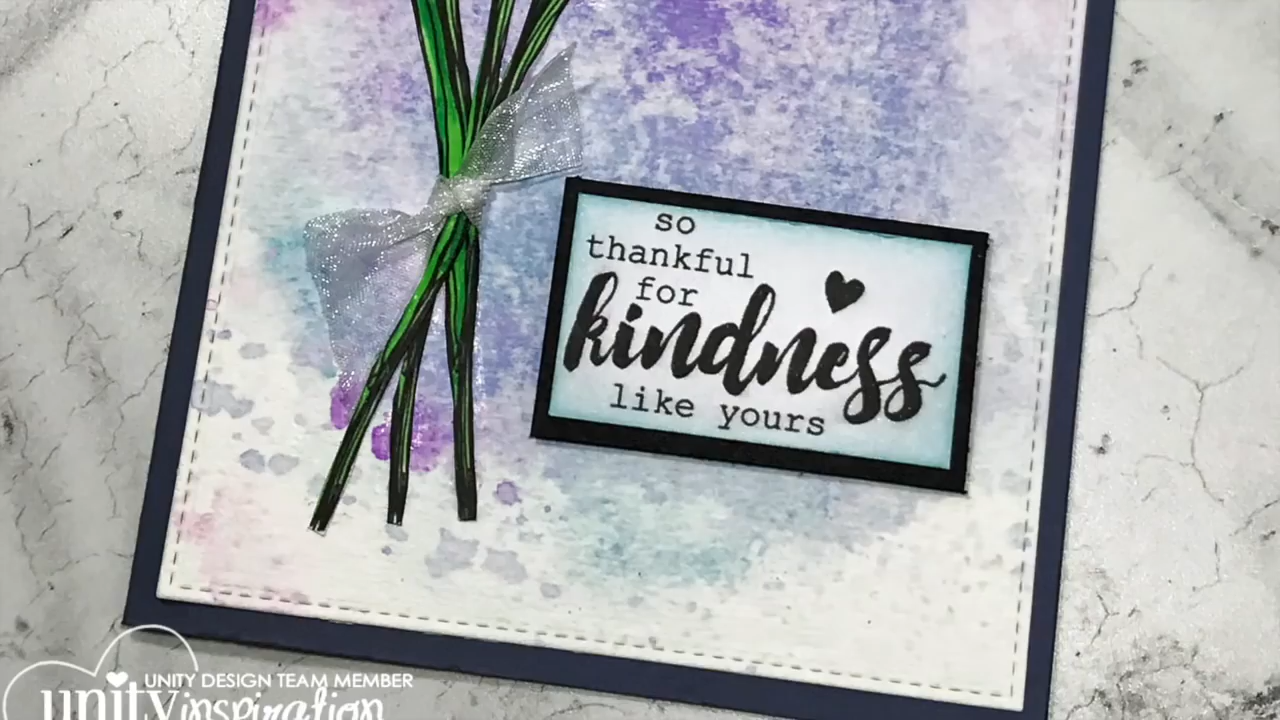 so
thankful
for
kindness
like yours
UNITY DESIGN TEAM MEMBER
unity inspiration